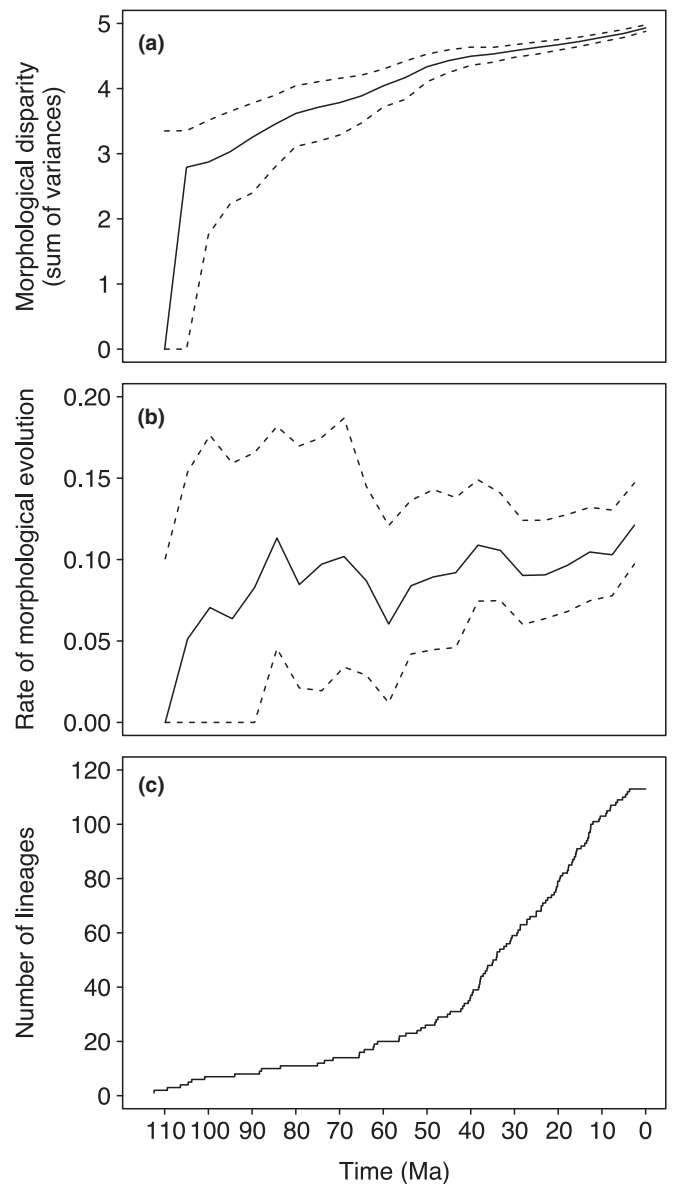 (a)
Morphological disparity
(sum of variances)
5
4
3
2
1
0
(b)
Rate of morphological evolution
0.20
0.15
0.10
0.05
0.00
(c)
Number of lineages
120
100
80
60
40
20
0
110 100 90 80 70 60 50 40 30 20 10 0
Time (Ma)